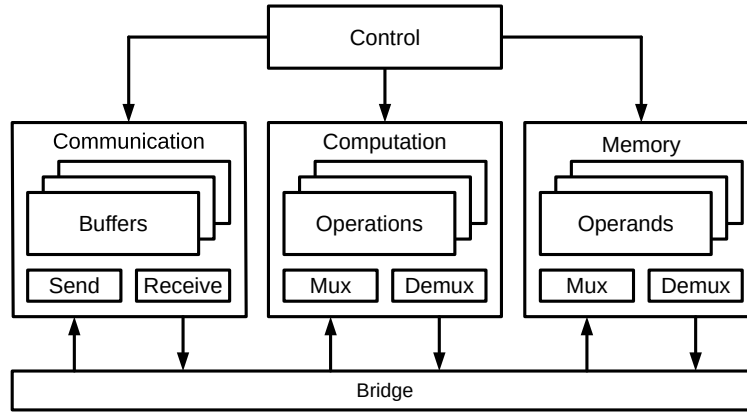 Control
Communication
Buffers
Send
Receive
Computation
Operations
Mux
Demux
Memory
Operands
Mux
Demux
Bridge